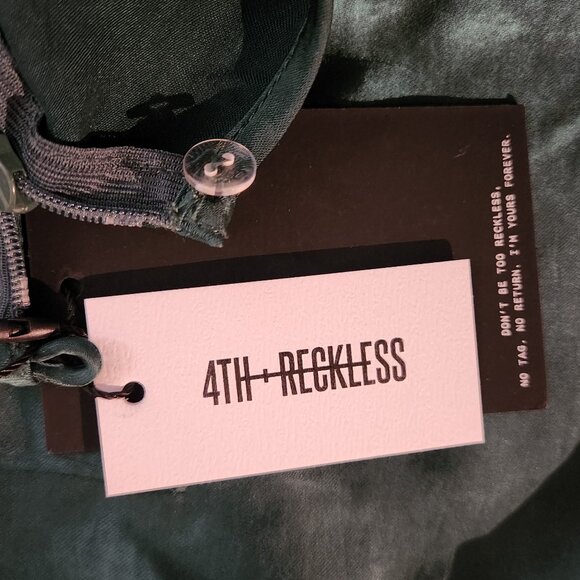 4TH + RECKLESS
DON'T BE TOO RECKLESS,
NO TAG, NO RETURN. I'M YOURS FOREVER.